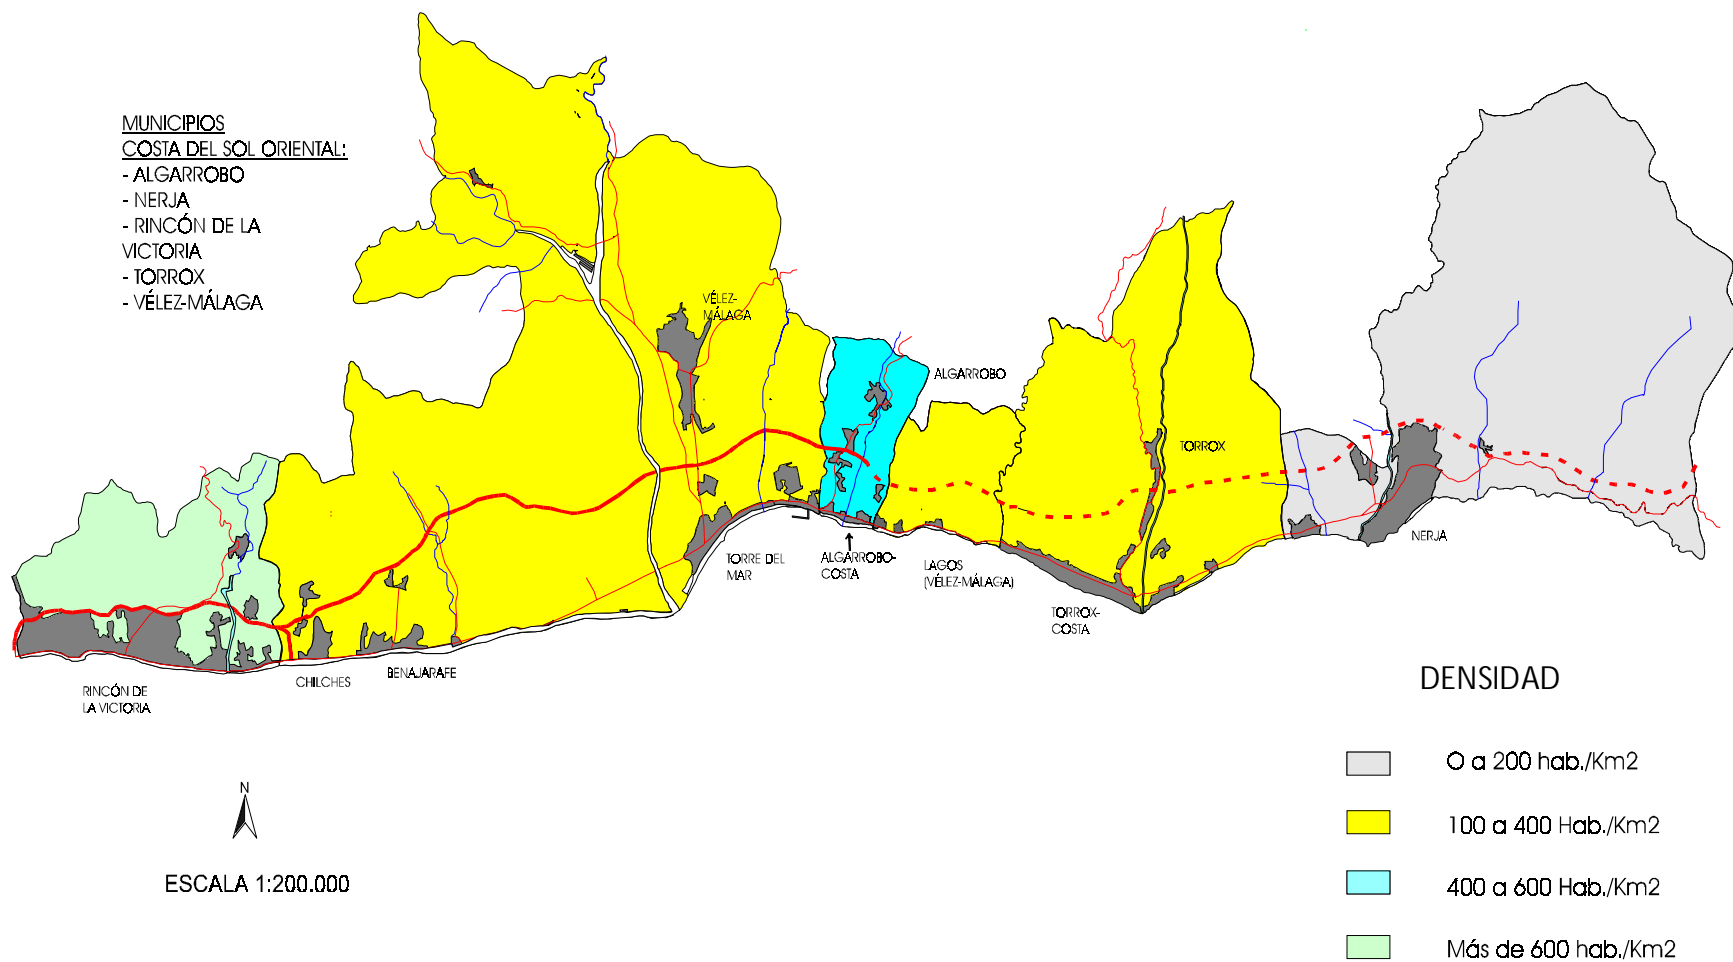 MUNICIPIOS
COSTA DEL SOL ORIENTAL:
- ALGARROBO
- NERJA
- RINCÓN DE LA
VICTORIA
- TORROX
- VÉLEZ-MÁLAGA
VÉLEZ-
MÁLAGA
ALGARROBO
TORROX
NERJA
TORRE DEL
MAR
ALGARROBO-
COSTA
LAGOS
(VÉLEZ-MÁLAGA)
TORROX-
COSTA
BENAJARAFE
CHILCHES
RINCÓN DE
LA VICTORIA
N
ESCALA 1:200.000
DENSIDAD
O a 200 hab./Km2
100 a 400 Hab./Km2
400 a 600 Hab./Km2
Más de 600 hab./Km2